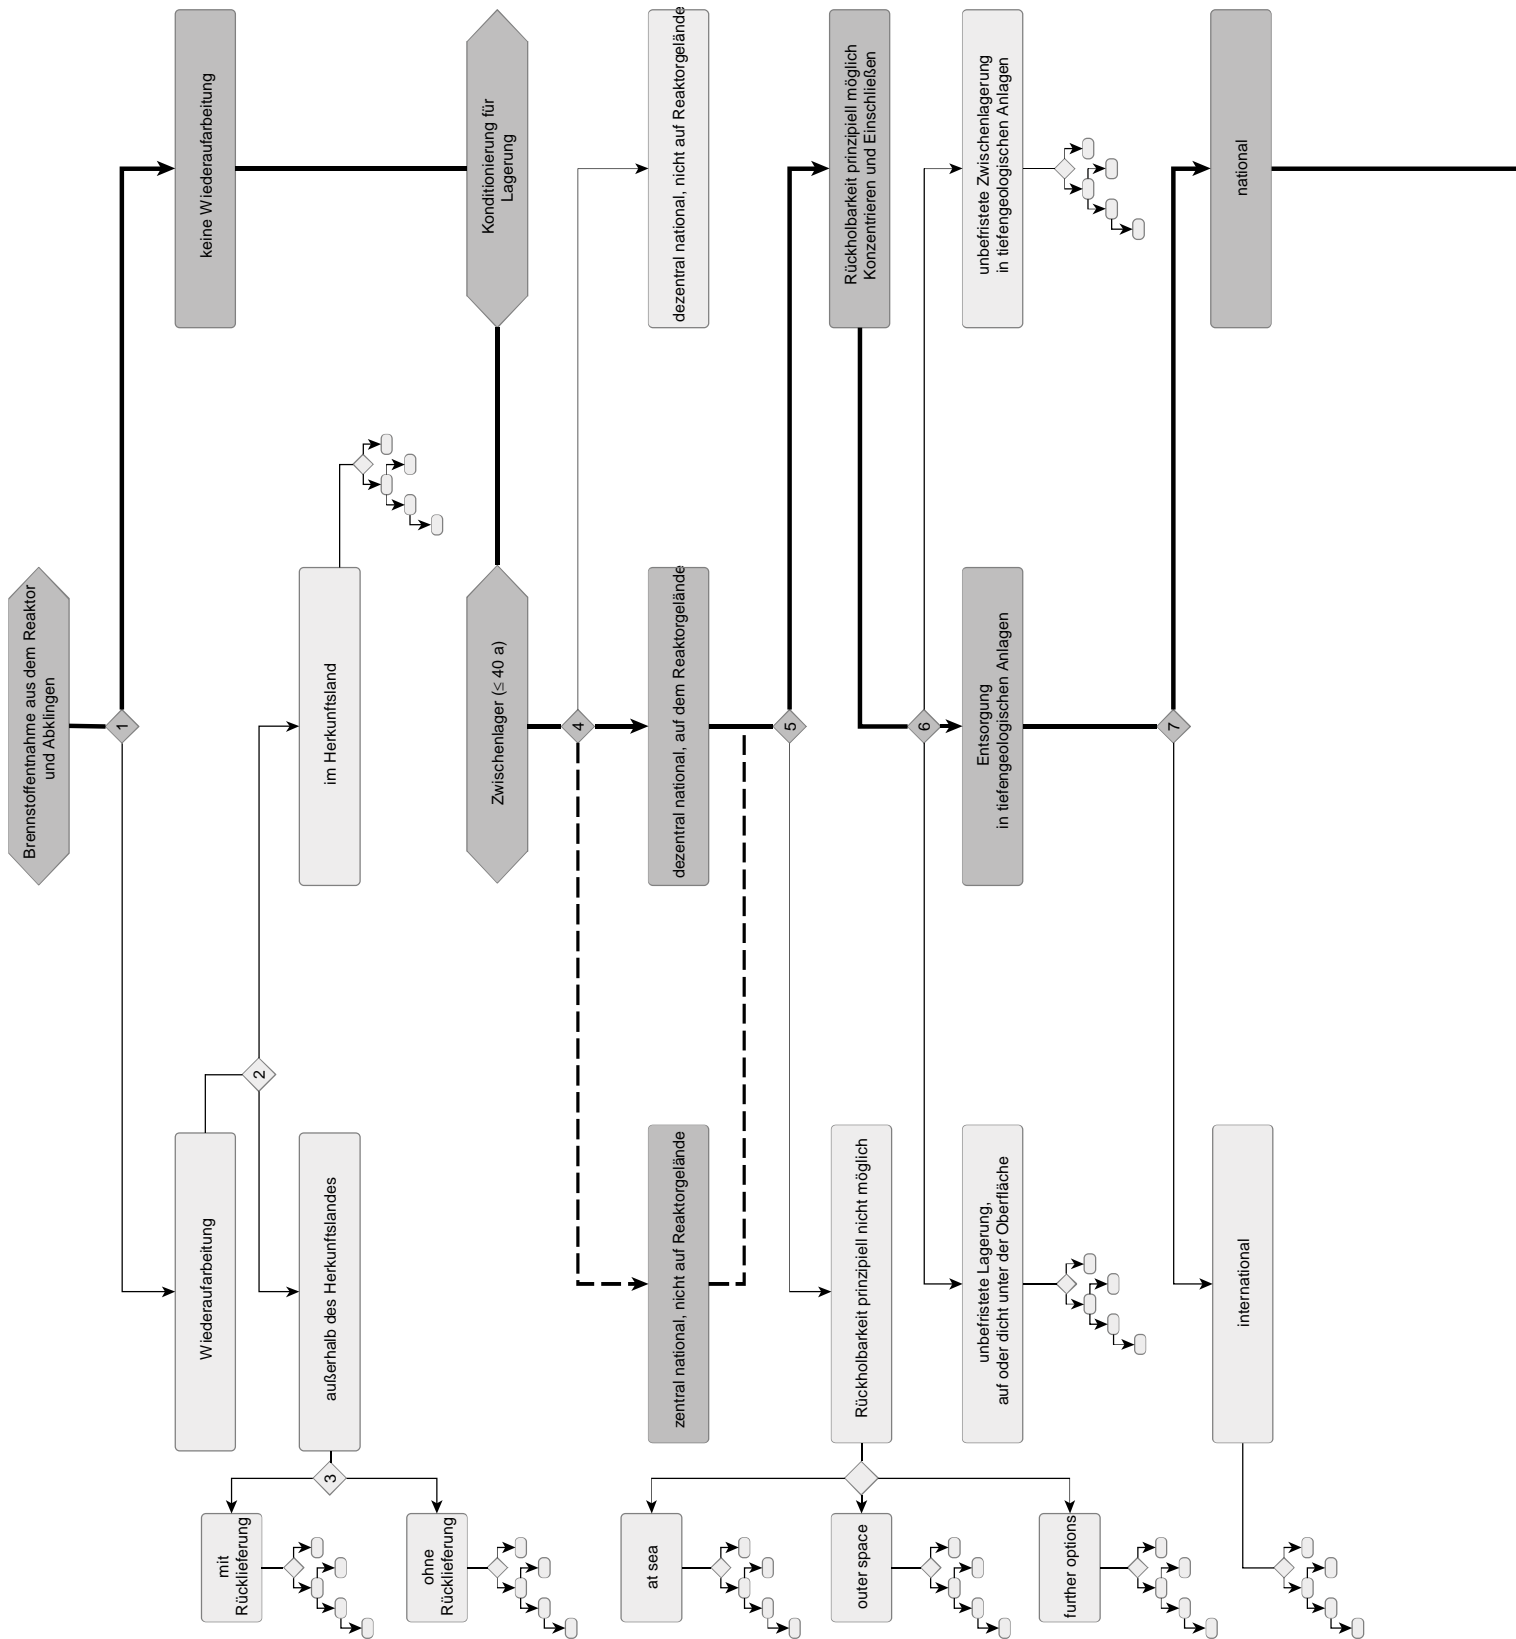 Brennstoffentnahme aus dem Reaktor
und Abklingen
1
Wiederaufarbeitung
keine Wiederaufarbeitung
2
außerhalb des Herkunftslandes
im Herkunftsland
3
mit
Rücklieferung
ohne
Rücklieferung
Konditionierung für
Lagerung
Zwischenlager (≤ 40 a)
4
zentral national, nicht auf Reaktorgelände
dezentral national, auf dem Reaktorgelände
dezentral national, nicht auf Reaktorgelände
5
Rückholbarkeit prinzipiell nicht möglich
Rückholbarkeit prinzipiell möglich
Konzentrieren und Einschließen
at sea
outer space
further options
6
unbefristete Lagerung,
auf oder dicht unter der Oberfläche
Entsorgung
in tiefengeologischen Anlagen
unbefristete Zwischenlagerung
in tiefengeologischen Anlagen
7
international
national